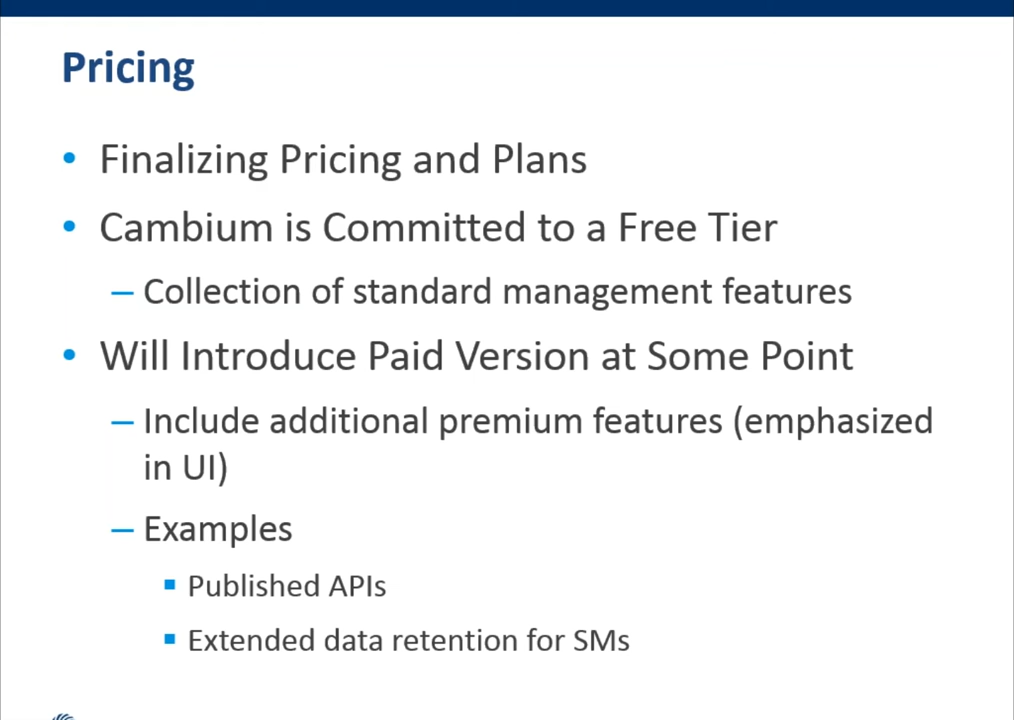 Pricing
• Finalizing Pricing and Plans
• Cambium is Committed to a Free Tier
– Collection of standard management features
• Will Introduce Paid Version at Some Point
– Include additional premium features (emphasized
in UI)
– Examples
▪ Published APIs
▪ Extended data retention for SMs